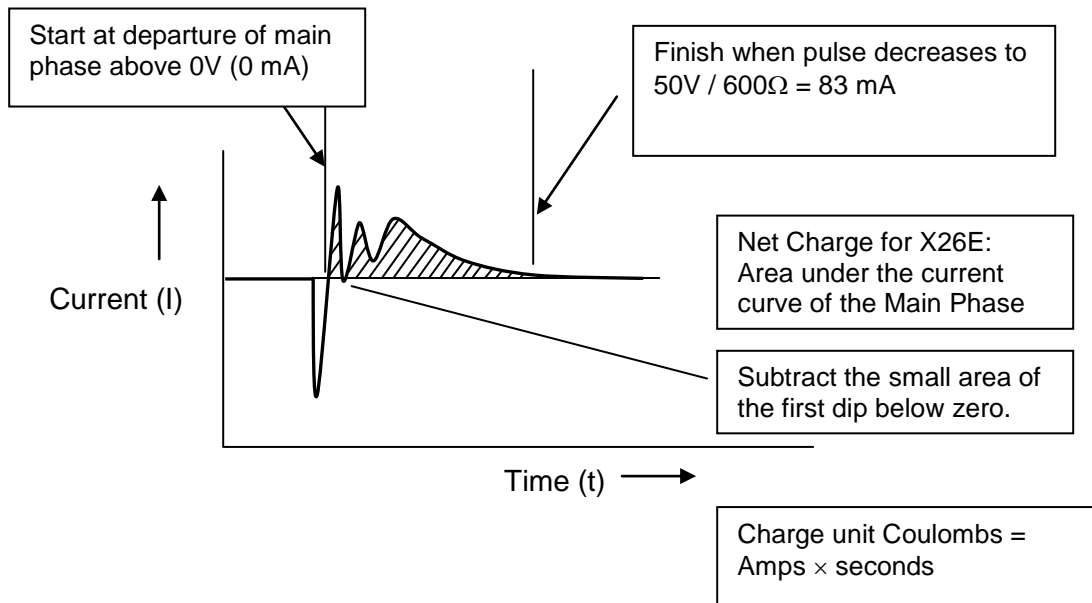 Start at departure of main
phase above 0V (0 mA)
Finish when pulse decreases to
50V / 600Ω = 83 mA
Current (I)
Net Charge for X26E:
Area under the current
curve of the Main Phase
Subtract the small area of
the first dip below zero.
Time (t)
Charge unit Coulombs =
Amps × seconds